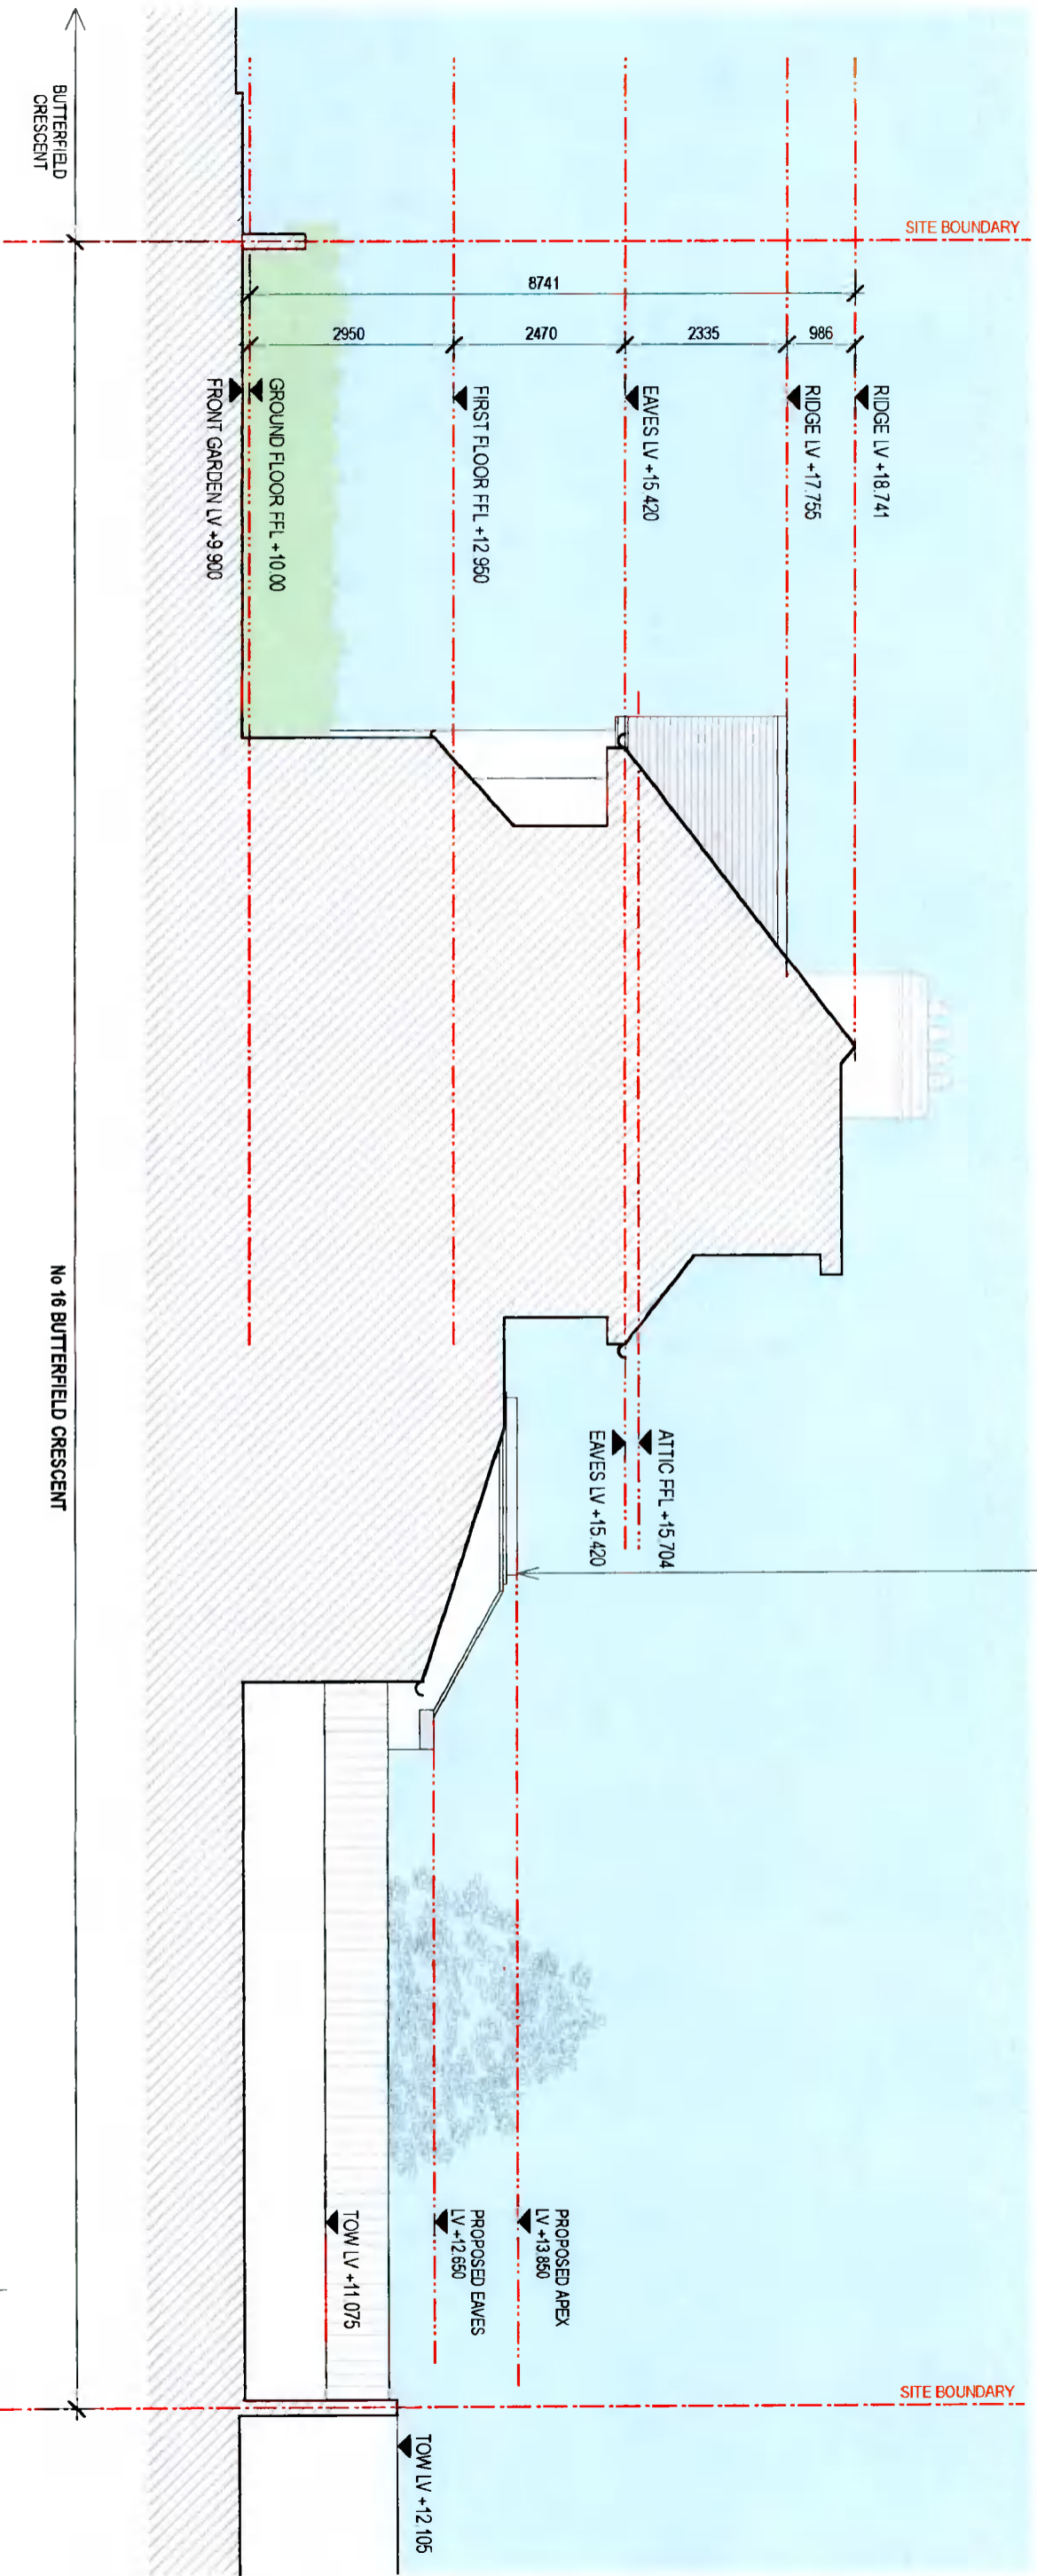 SITE BOUNDARY
8741
2950
2470
2335
986
RIDGE LV +18.741
RIDGE LV +17.755
EAVES LV +15.420
FIRST FLOOR FFL +12.950
GROUND FLOOR FFL +10.00
FRONT GARDEN LV +9.900
BUTTERFIELD
CRESCENT
ATTIC FFL +15.704
EAVES LV +15.420
No 16 BUTTERFIELD CRESCENT
PROPOSED APEX
LV +13.850
PROPOSED EAVES
LV +12.650
TOW LV +11.075
SITE BOUNDARY
TOW LV +12.105